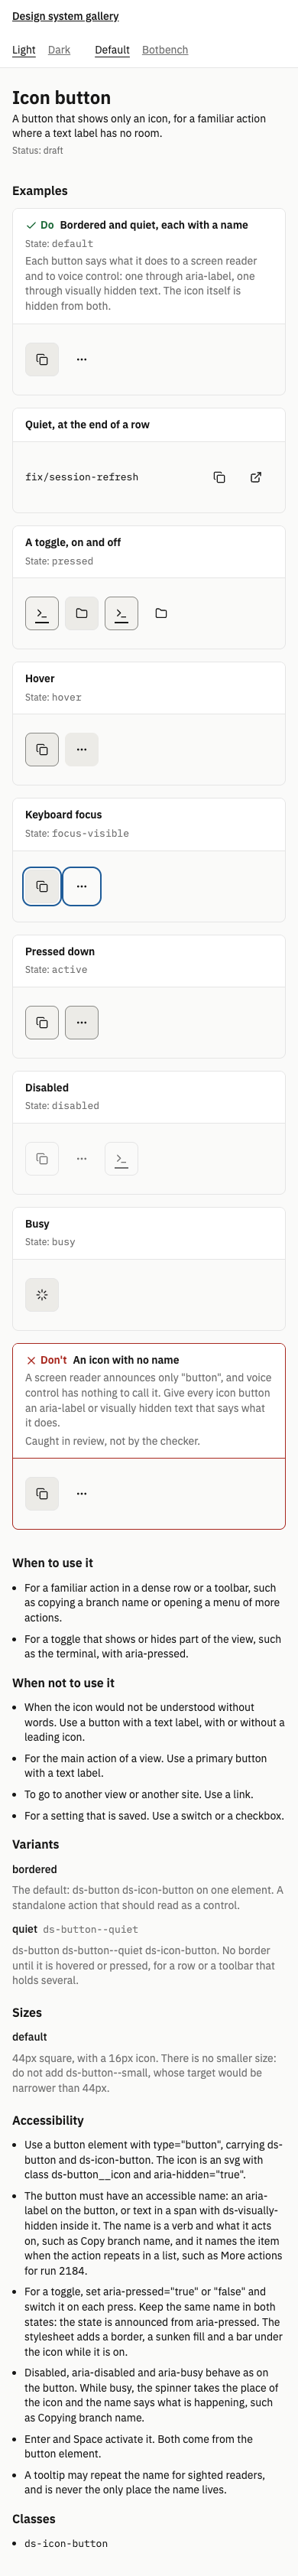 Design system gallery
Light Dark Default Botbench
Icon button
A button that shows only an icon, for a familiar action
where a text label has no room.
Status: draft
Examples
Do Bordered and quiet, each with a name
State: default
Each button says what it does to a screen reader
and to voice control: one through aria-label, one
through visually hidden text. The icon itself is
hidden from both.
Quiet, at the end of a row
fix/session-refresh
A toggle, on and off
State: pressed
Hover
State: hover
Keyboard focus
State: focus-visible
Pressed down
State: active
Disabled
State: disabled
Busy
State: busy
Don't An icon with no name
A screen reader announces only "button", and voice
control has nothing to call it. Give every icon button
an aria-label or visually hidden text that says what
it does.
Caught in review, not by the checker.
When to use it
• For a familiar action in a dense row or a toolbar, such
as copying a branch name or opening a menu of more
actions.
• For a toggle that shows or hides part of the view, such
as the terminal, with aria-pressed.
When not to use it
• When the icon would not be understood without
words. Use a button with a text label, with or without a
leading icon.
• For the main action of a view. Use a primary button
with a text label.
• To go to another view or another site. Use a link.
• For a setting that is saved. Use a switch or a checkbox.
Variants
bordered
The default: ds-button ds-icon-button on one element. A
standalone action that should read as a control.
quiet ds-button--quiet
ds-button ds-button--quiet ds-icon-button. No border
until it is hovered or pressed, for a row or a toolbar that
holds several.
Sizes
default
44px square, with a 16px icon. There is no smaller size:
do not add ds-button--small, whose target would be
narrower than 44px.
Accessibility
• Use a button element with type="button", carrying ds-
button and ds-icon-button. The icon is an svg with
class ds-button__icon and aria-hidden="true".
• The button must have an accessible name: an aria-
label on the button, or text in a span with ds-visually-
hidden inside it. The name is a verb and what it acts
on, such as Copy branch name, and it names the item
when the action repeats in a list, such as More actions
for run 2184.
• For a toggle, set aria-pressed="true" or "false" and
switch it on each press. Keep the same name in both
states: the state is announced from aria-pressed. The
stylesheet adds a border, a sunken fill and a bar under
the icon while it is on.
• Disabled, aria-disabled and aria-busy behave as on
the button. While busy, the spinner takes the place of
the icon and the name says what is happening, such
as Copying branch name.
• Enter and Space activate it. Both come from the
button element.
• A tooltip may repeat the name for sighted readers,
and is never the only place the name lives.
Classes
• ds-icon-button